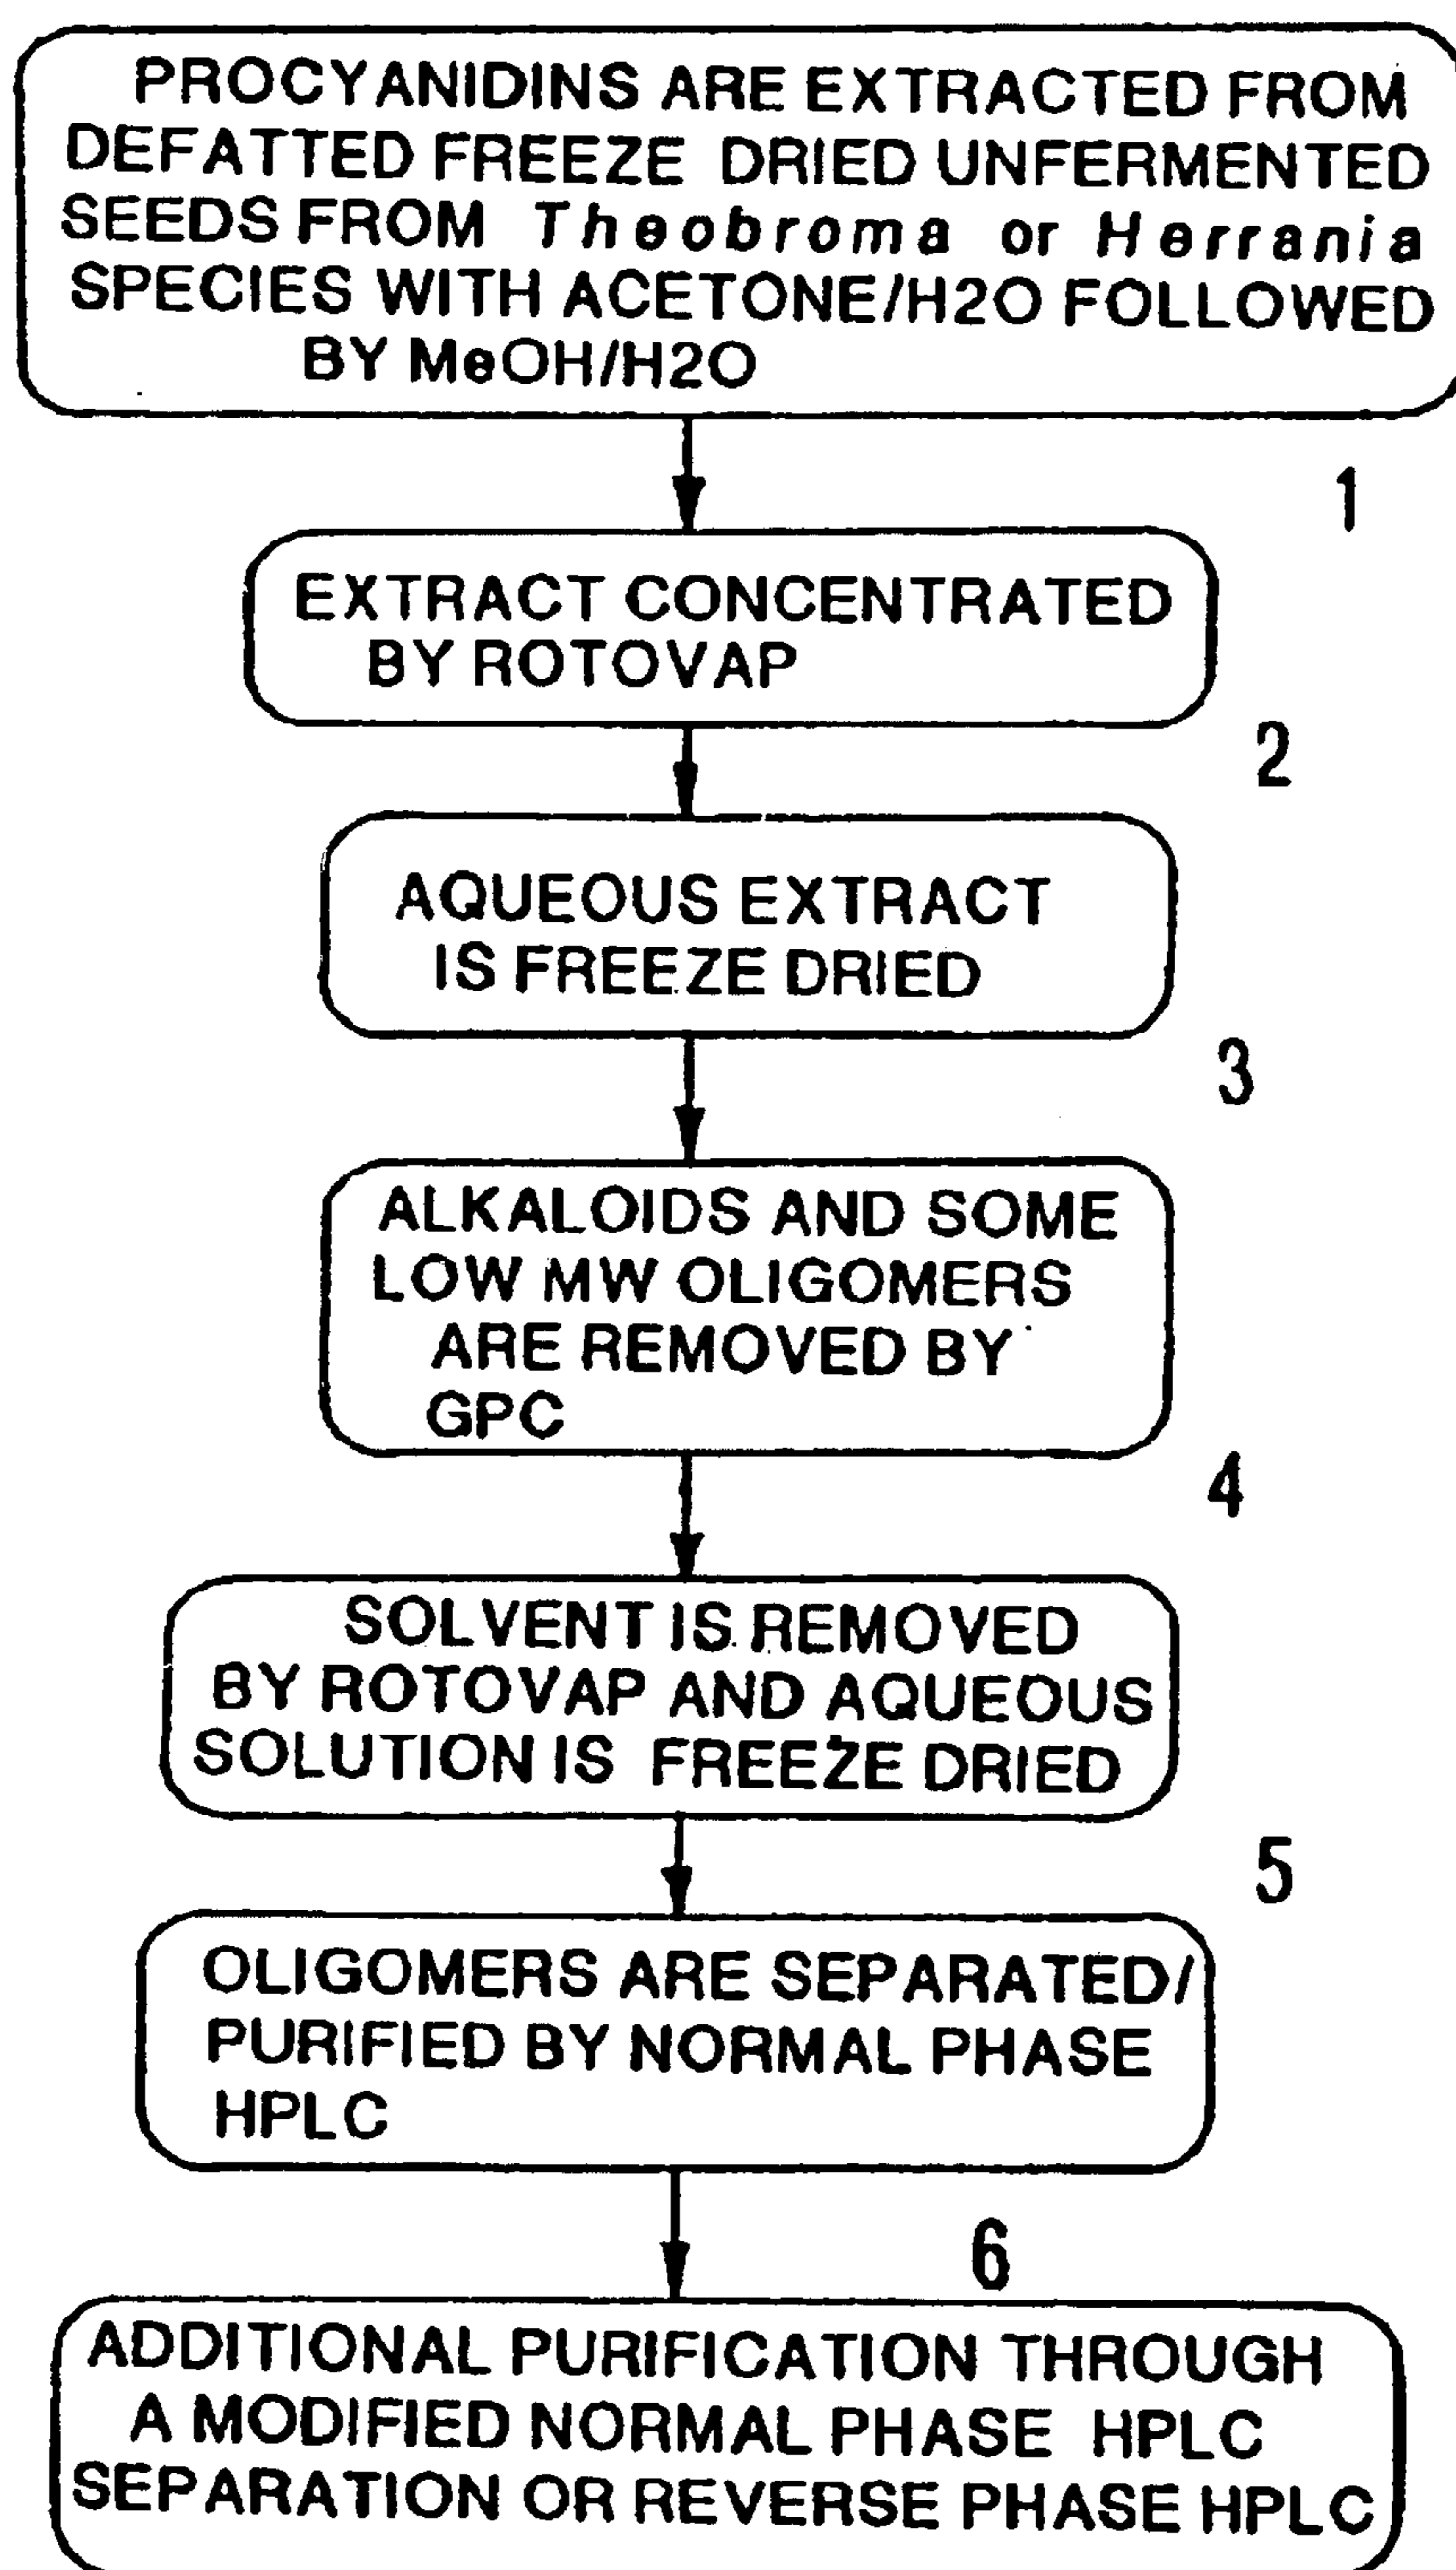 PROCYANIDINS ARE EXTRACTED FROM
DEFATTED FREEZE DRIED UNFERMENTED
SEEDS FROM Theobroma or Herrania
SPECIES WITH ACETONE/H2O FOLLOWED
BY MeOH/H2O
1
EXTRACT CONCENTRATED
BY ROTOVAP
2
AQUEOUS EXTRACT
IS FREEZE DRIED
3
ALKALOIDS AND SOME
LOW MW OLIGOMERS
ARE REMOVED BY
GPC
4
SOLVENT IS REMOVED
BY ROTOVAP AND AQUEOUS
SOLUTION IS FREEZE DRIED
5
OLIGOMERS ARE SEPARATED/
PURIFIED BY NORMAL PHASE
HPLC
6
ADDITIONAL PURIFICATION THROUGH
A MODIFIED NORMAL PHASE HPLC
SEPARATION OR REVERSE PHASE HPLC